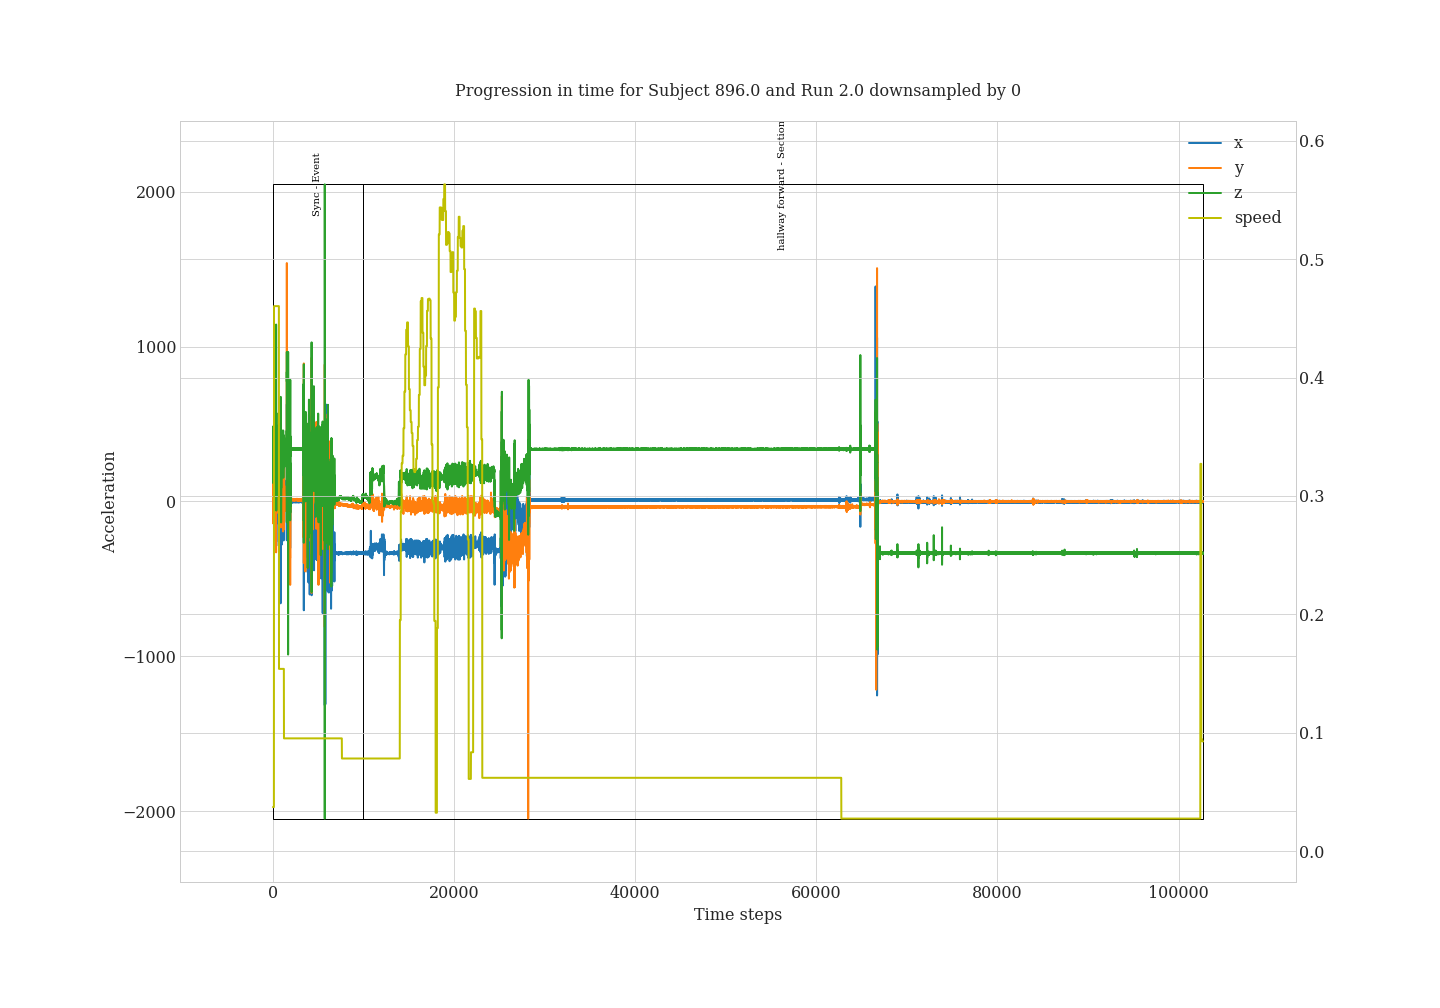 Progression in time for Subject 896.0 and Run 2.0 downsampled by 0
Sync - Event
hallway forward - Section
x
y
z
speed
2000
1000
0
−1000
−2000
Acceleration
0.6
0.5
0.4
0.3
0.2
0.1
0.0
0
20000
40000
60000
80000
100000
Time steps